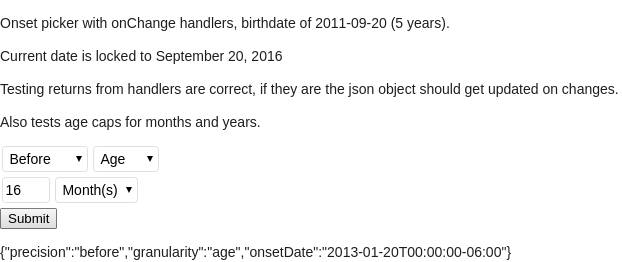 Onset picker with onChange handlers, birthdate of 2011-09-20 (5 years).
Current date is locked to September 20, 2016
Testing returns from handlers are correct, if they are the json object should get updated on changes.
Also tests age caps for months and years.
Before Age
16 Month(s)
Submit
{"precision":"before","granularity":"age","onsetDate":"2013-01-20T00:00:00-06:00"}